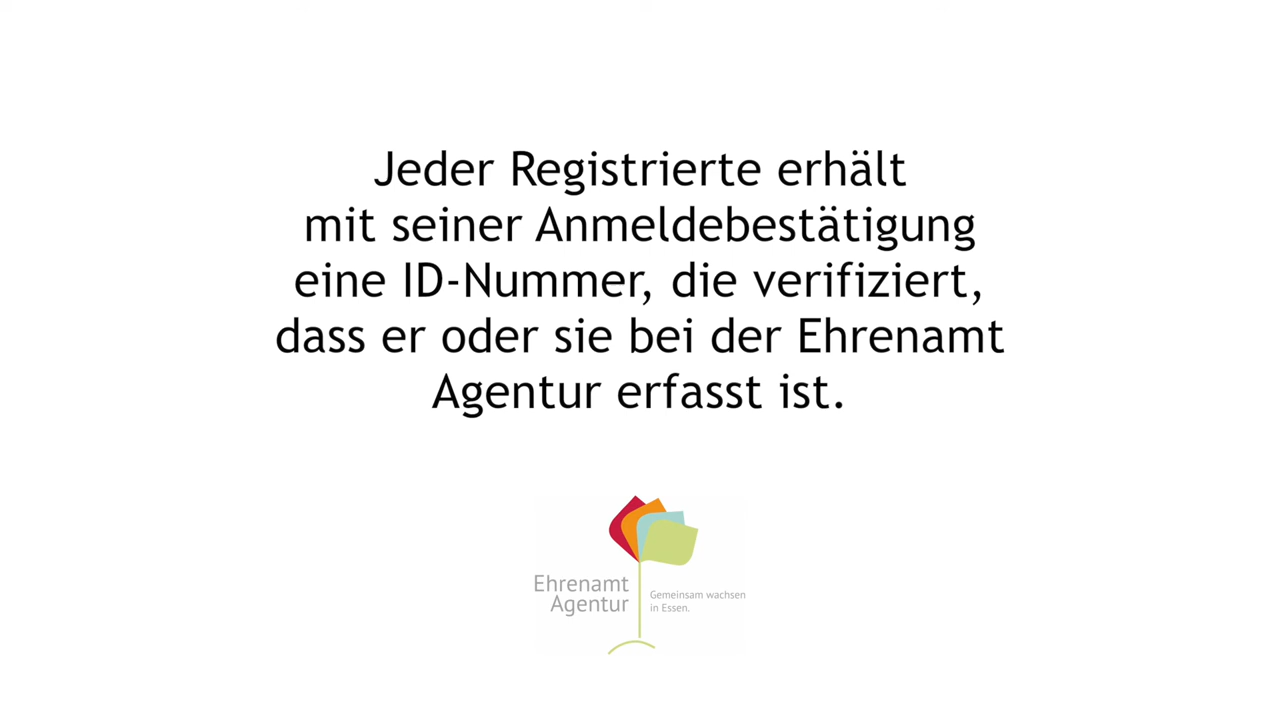 Jeder Registrierte erhält
mit seiner Anmeldebestätigung
eine ID-Nummer, die verifiziert,
dass er oder sie bei der Ehrenamt
Agentur erfasst ist.
Ehrenamt
Agentur
Gemeinsam wachsen
in Essen.